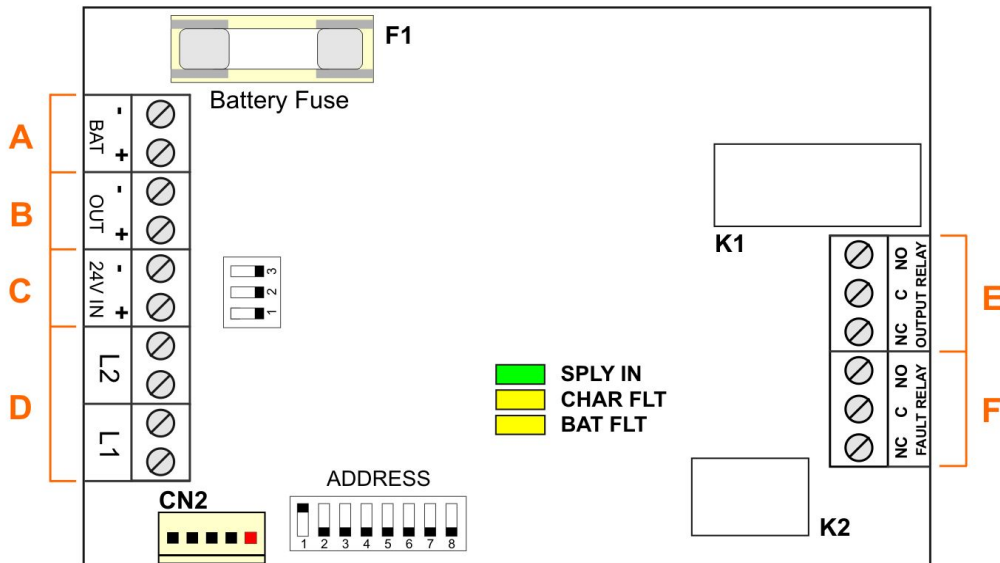 F1
Battery Fuse
A
- BAT +
B
- OUT +
C
- 24V IN +
D
L2
L1
3
2
1
K1
NO C NC
OUTPUT RELAY
E
NO C NC
FAULT RELAY
F
SPLY IN
CHAR FLT
BAT FLT
ADDRESS
1 2 3 4 5 6 7 8
CN2
K2